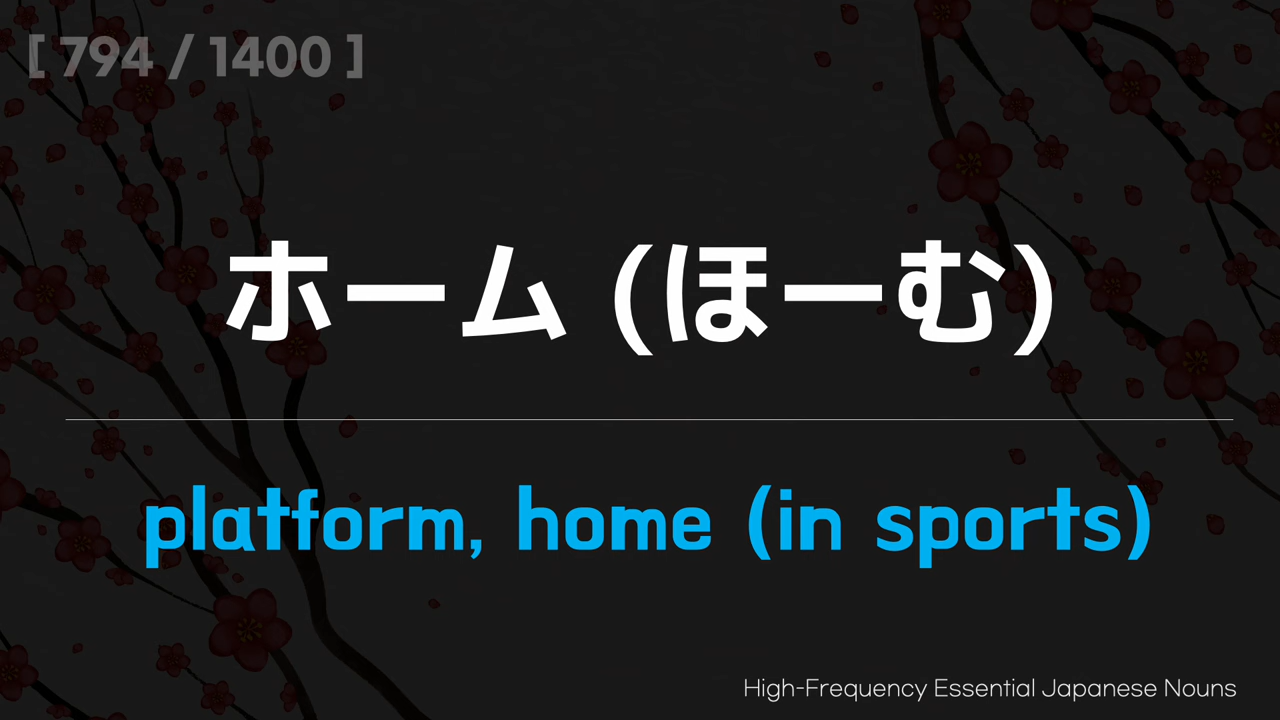 [ 794 / 1400 ]
ホーム (ほーむ)
platform, home (in sports)
High-Frequency Essential Japanese Nouns